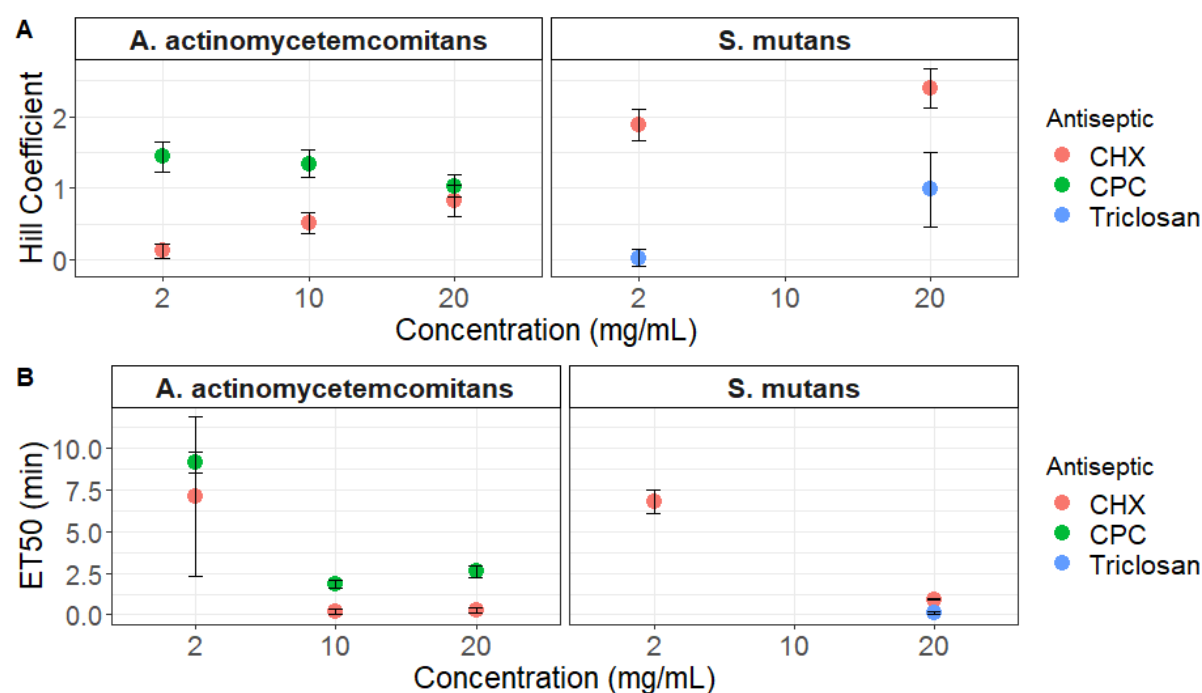 A
A. actinomycetemcomitans
S. mutans
Hill Coefficient
2
1
0
2
10
20
2
10
20
Concentration (mg/mL)
Antiseptic
CHX
CPC
Triclosan
B
A. actinomycetemcomitans
S. mutans
ET50 (min)
10.0
7.5
5.0
2.5
0.0
2
10
20
2
10
20
Concentration (mg/mL)
Antiseptic
CHX
CPC
Triclosan